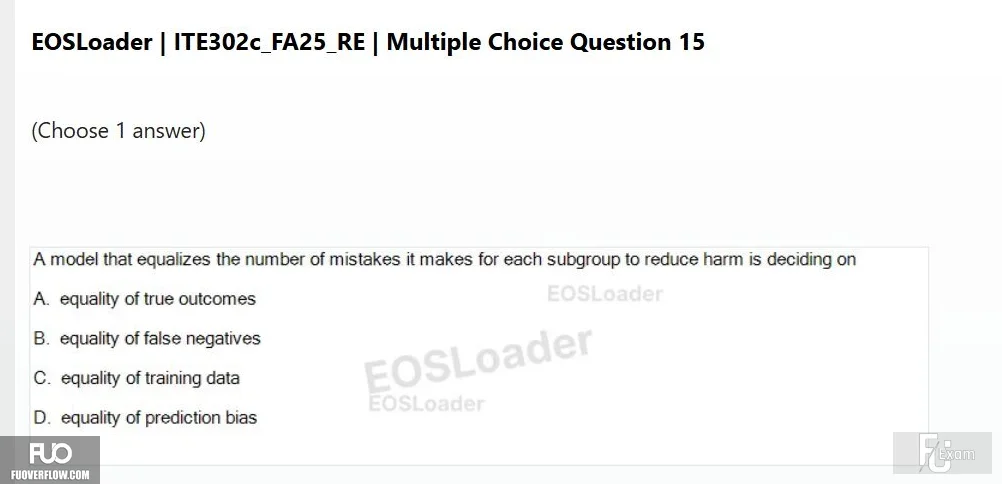 EOSLoader | ITE302c_FA25_RE | Multiple Choice Question 15
(Choose 1 answer)
A model that equalizes the number of mistakes it makes for each subgroup to reduce harm is deciding on
A. equality of true outcomes
EOSLoader
B. equality of false negatives
EOSLoader
C. equality of training data
EOSLoader
D. equality of prediction bias
FUO
FUOVERFLOW.COM
FU Exam